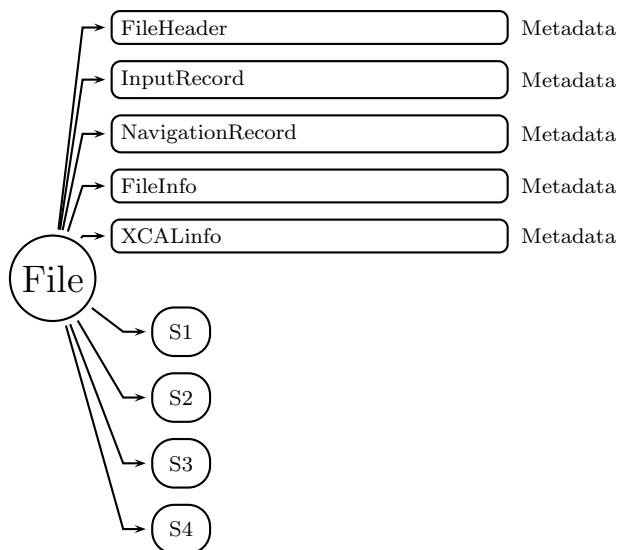 FileHeader Metadata
InputRecord Metadata
NavigationRecord Metadata
FileInfo Metadata
XCALinfo Metadata
File
S1
S2
S3
S4